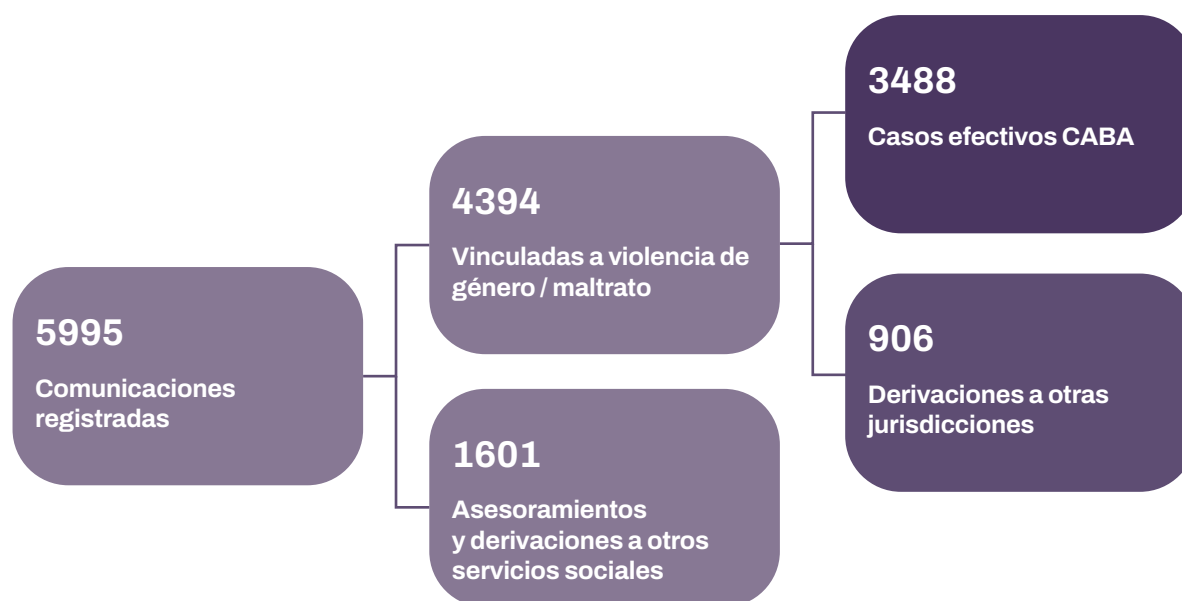 5995
Comunicaciones
registradas
4394
Vinculadas a violencia de
género / maltrato
1601
Asesoramientos
y derivaciones a otros
servicios sociales
3488
Casos efectivos CABA
906
Derivaciones a otras
jurisdicciones